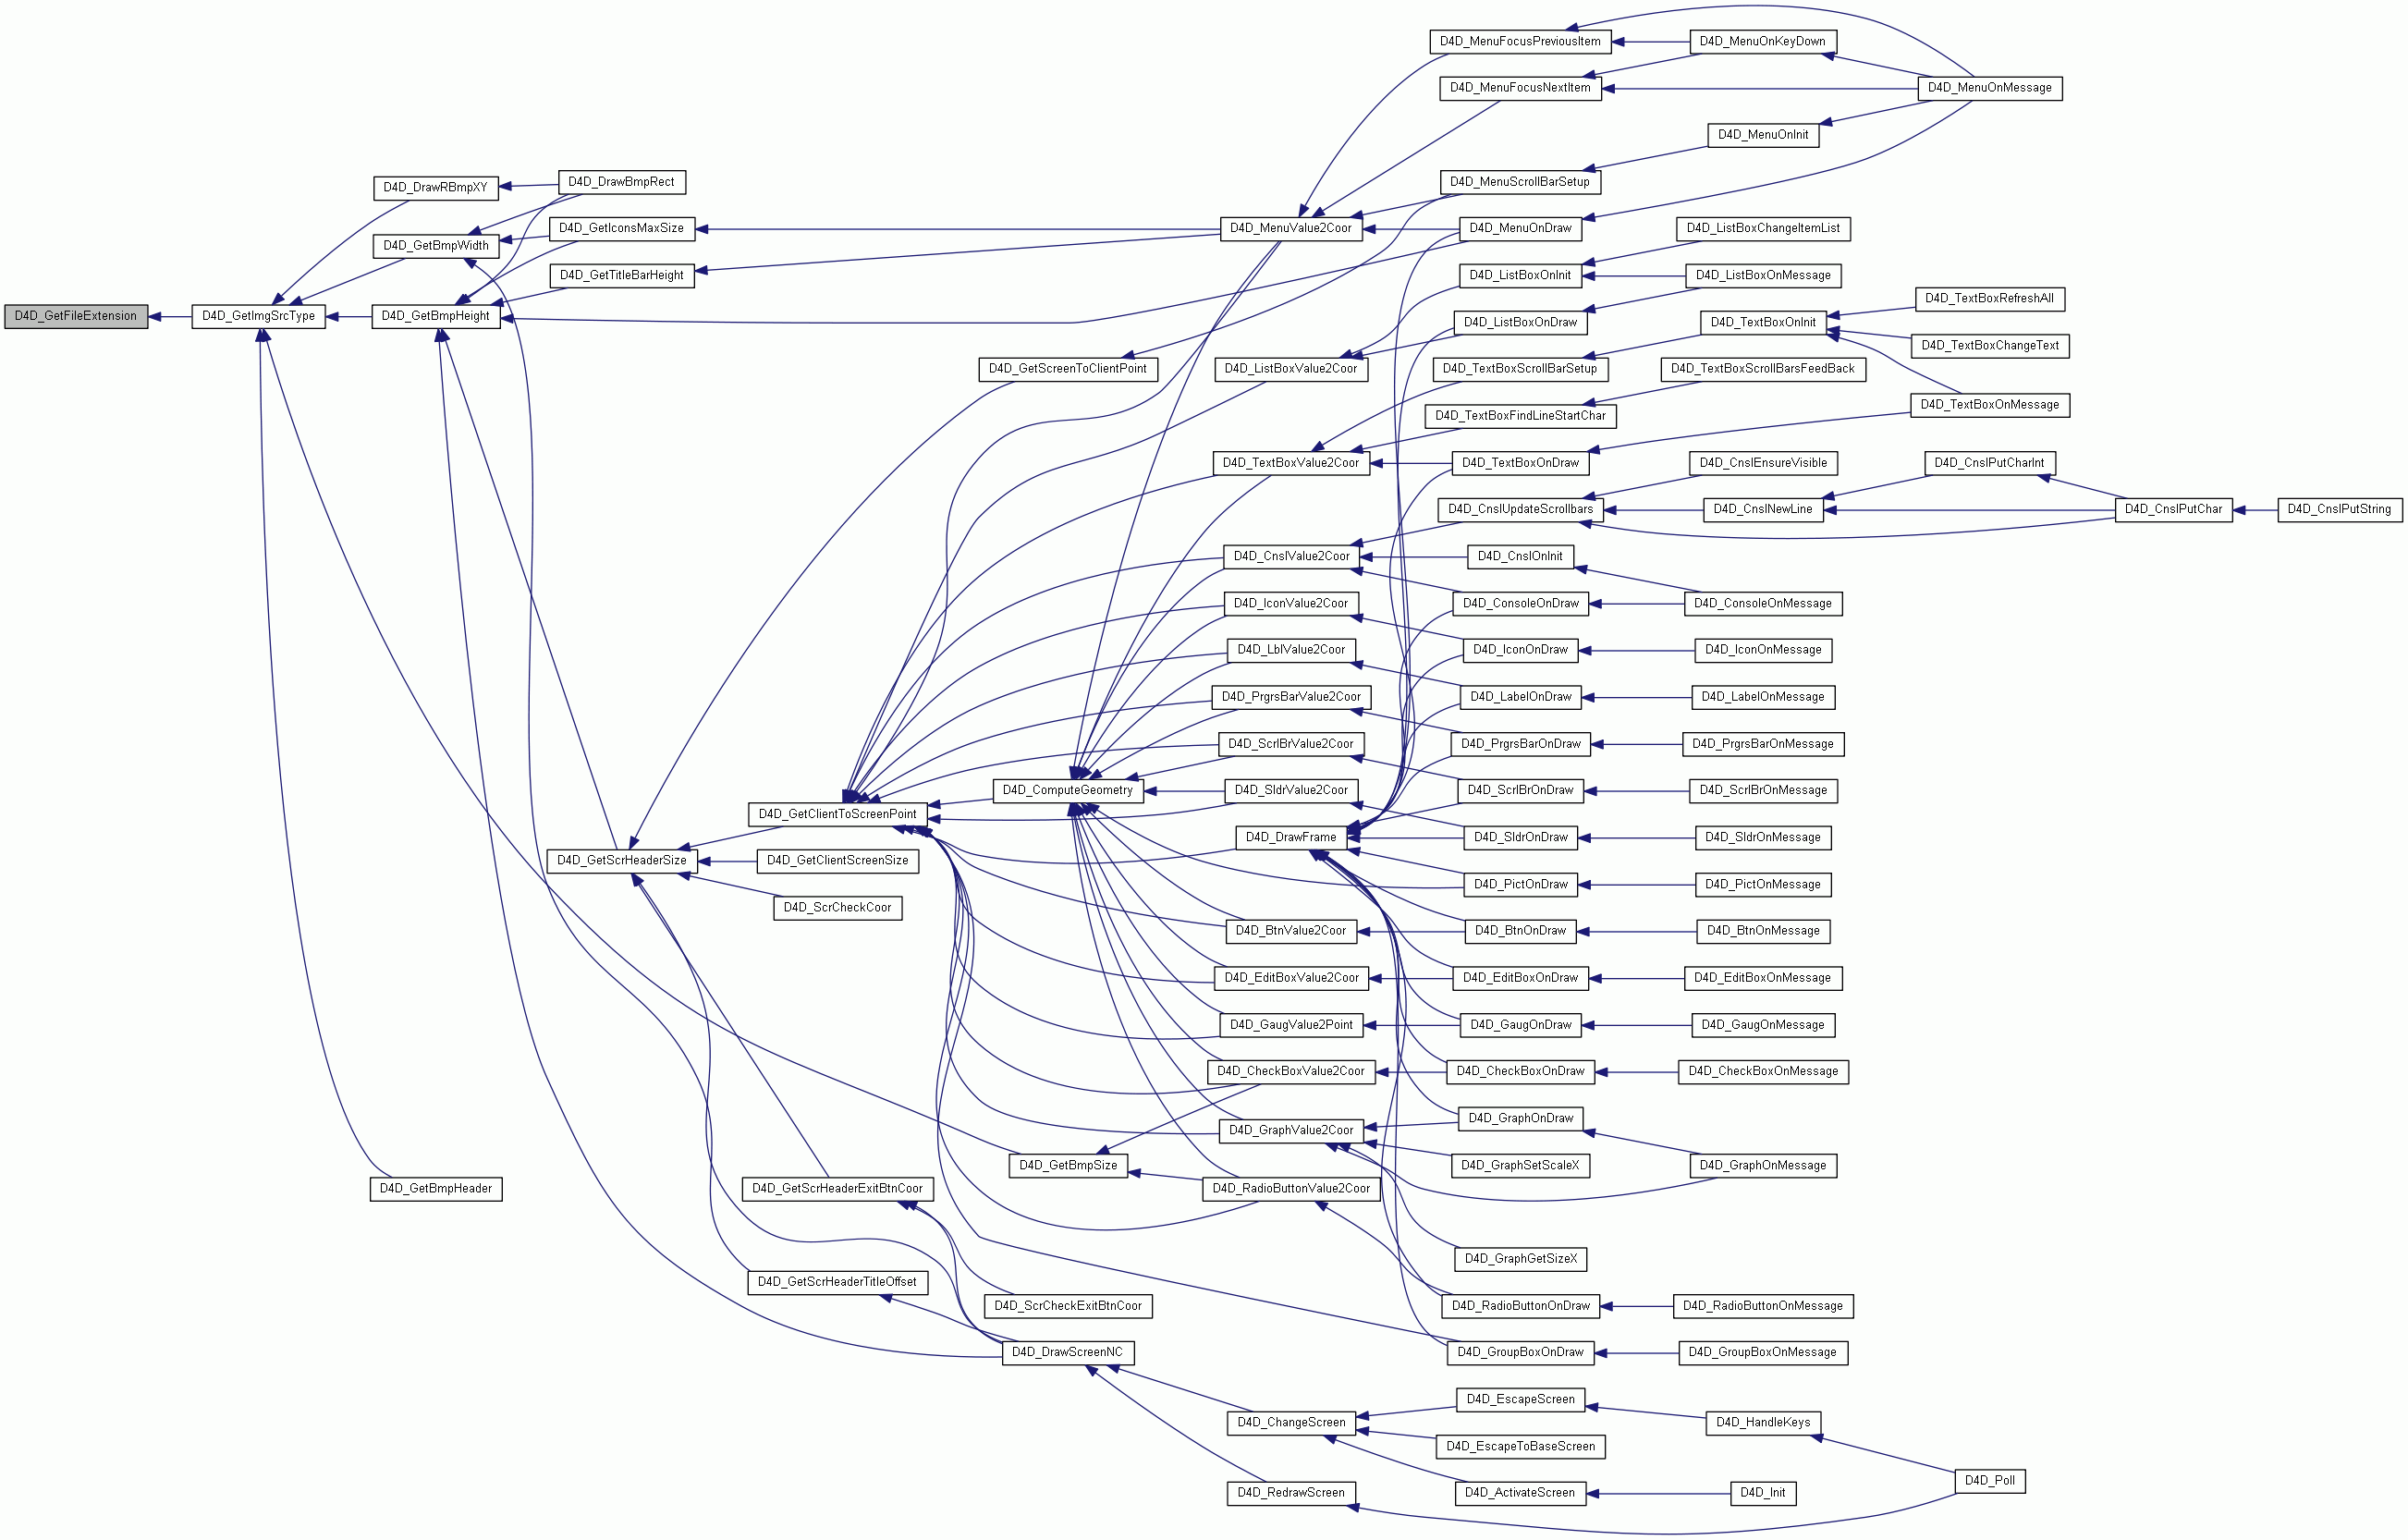 D4D_MenuFocusPreviousItem
D4D_MenuOnKeyDown
D4D_MenuFocusNextItem
D4D_MenuOnMessage
D4D_MenuOnInit
D4D_DrawRBmpXY
D4D_DrawBmpRect
D4D_MenuScrollBarSetup
D4D_GetBmpWidth
D4D_GetIconsMaxSize
D4D_MenuValue2Coor
D4D_MenuOnDraw
D4D_ListBoxChangeItemList
D4D_GetTitleBarHeight
D4D_ListBoxOnInit
D4D_ListBoxOnMessage
D4D_GetFileExtension
D4D_GetImgSrcType
D4D_GetBmpHeight
D4D_ListBoxOnDraw
D4D_TextBoxOnInit
D4D_TextBoxRefreshAll
D4D_TextBoxChangeText
D4D_GetScreenToClientPoint
D4D_ListBoxValue2Coor
D4D_TextBoxScrollBarSetup
D4D_TextBoxScrollBarsFeedBack
D4D_TextBoxFindLineStartChar
D4D_TextBoxOnMessage
D4D_TextBoxValue2Coor
D4D_TextBoxOnDraw
D4D_CnslEnsureVisible
D4D_CnslPutCharInt
D4D_CnslUpdateScrollbars
D4D_CnslNewLine
D4D_CnslPutChar
D4D_CnslPutString
D4D_CnslValue2Coor
D4D_CnslOnInit
D4D_IconValue2Coor
D4D_ConsoleOnDraw
D4D_ConsoleOnMessage
D4D_LblValue2Coor
D4D_IconOnDraw
D4D_IconOnMessage
D4D_PrgrsBarValue2Coor
D4D_LabelOnDraw
D4D_LabelOnMessage
D4D_ScrlBrValue2Coor
D4D_PrgrsBarOnDraw
D4D_PrgrsBarOnMessage
D4D_ComputeGeometry
D4D_SldrValue2Coor
D4D_ScrlBrOnDraw
D4D_ScrlBrOnMessage
D4D_GetClientToScreenPoint
D4D_DrawFrame
D4D_SldrOnDraw
D4D_SldrOnMessage
D4D_GetScrHeaderSize
D4D_GetClientScreenSize
D4D_PictOnDraw
D4D_PictOnMessage
D4D_ScrCheckCoor
D4D_BtnValue2Coor
D4D_BtnOnDraw
D4D_BtnOnMessage
D4D_EditBoxValue2Coor
D4D_EditBoxOnDraw
D4D_EditBoxOnMessage
D4D_GaugValue2Point
D4D_GaugOnDraw
D4D_GaugOnMessage
D4D_CheckBoxValue2Coor
D4D_CheckBoxOnDraw
D4D_CheckBoxOnMessage
D4D_GraphValue2Coor
D4D_GraphOnDraw
D4D_GetBmpSize
D4D_GraphSetScaleX
D4D_GraphOnMessage
D4D_GetBmpHeader
D4D_GetScrHeaderExitBtnCoor
D4D_RadioButtonValue2Coor
D4D_GraphGetSizeX
D4D_GetScrHeaderTitleOffset
D4D_ScrCheckExitBtnCoor
D4D_RadioButtonOnDraw
D4D_RadioButtonOnMessage
D4D_DrawScreenNC
D4D_GroupBoxOnDraw
D4D_GroupBoxOnMessage
D4D_EscapeScreen
D4D_ChangeScreen
D4D_HandleKeys
D4D_EscapeToBaseScreen
D4D_Poll
D4D_RedrawScreen
D4D_ActivateScreen
D4D_Init